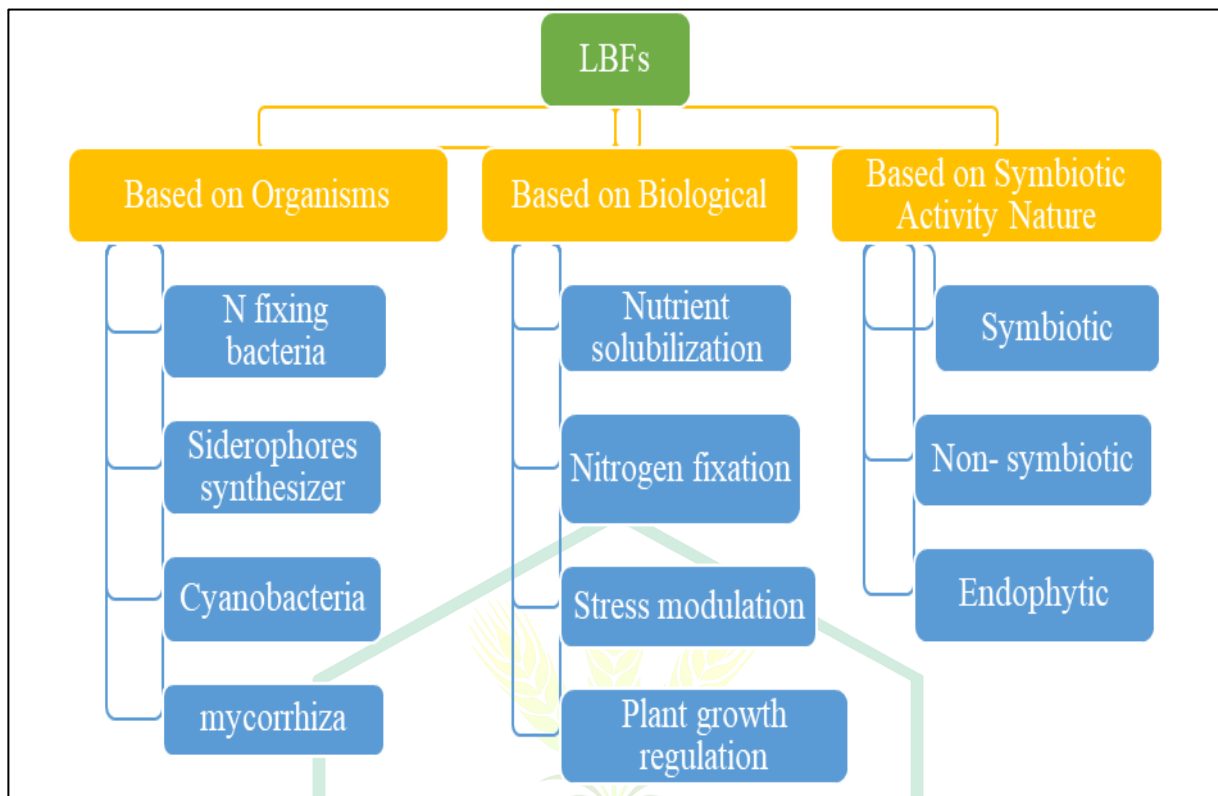 LBFs
Based on Organisms
N fixing
bacteria
Siderophores
synthesizer
Cyanobacteria
mycorrhiza
Based on Biological
Nutrient
solubilization
Nitrogen fixation
Stress modulation
Plant growth
regulation
Based on Symbiotic
Activity Nature
Symbiotic
Non- symbiotic
Endophytic